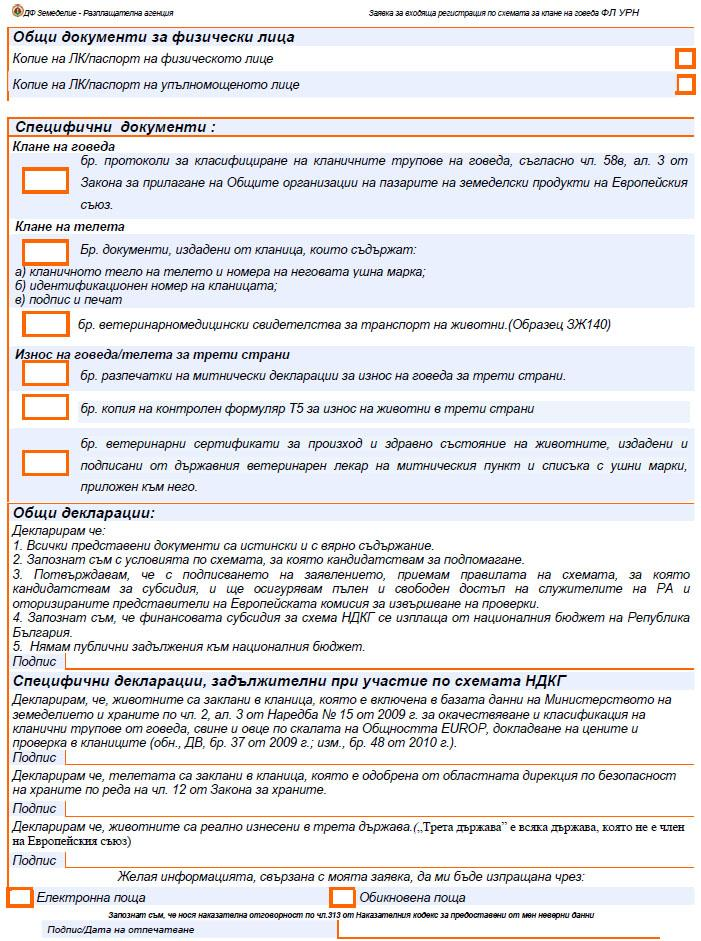 ДФ Земеделие - Разплащателна агенция
Заявка за входяща регистрация по схемата за клане на говеда ФЛ УРН
Общи документи за физически лица
Копие на ЛК/паспорт на физическото лице
Копие на ЛК/паспорт на упълномощеното лице
Специфични документи :
Клане на говеда
бр. протоколи за класифициране на кланичните трупове на говеда, съгласно чл. 58в, ал. 3 от
Закона за прилагане на Общите организации на пазарите на земеделски продукти на Европейския
съюз.
Клане на телета
Бр. документи, издадени от кланица, които съдържат:
а) кланичното тегло на телето и номера на неговата ушна марка;
б) идентификационен номер на кланицата;
в) подпис и печат
бр. ветеринарномедицински свидетелства за транспорт на животни.(Образец ЗЖ140)
Износ на говеда/телета за трети страни
бр. разпечатки на митнически декларации за износ на говеда за трети страни.
бр. копия на контролен формуляр Т5 за износ на животни в трети страни
бр. ветеринарни сертификати за произход и здравно състояние на животните, издадени и
подписани от държавния ветеринарен лекар на митническия пункт и списъка с ушни марки,
приложен към него.
Общи декларации:
Декларирам че:
1. Всички представени документи са истински и с вярно съдържание.
2. Запознат съм с условията по схемата, за която кандидатствам за подпомагане.
3. Потвърждавам, че с подписването на заявлението, приемам правилата на схемата, за която
кандидатствам за субсидия, и ще осигурявам пълен и свободен достъп на служителите на РА и
оторизираните представители на Европейската комисия за извършване на проверки.
4. Запознат съм, че финансовата субсидия за схема НДКГ се изплаща от националния бюджет на Република
България.
5. Нямам публични задължения към националния бюджет.
Подпис
Специфични декларации, задължителни при участие по схемата НДКГ
Декларирам, че, животните са заклани в кланица, която е включена в базата данни на Министерството на
земеделието и храните по чл. 2, ал. 3 от Наредба № 15 от 2009 г. за окачествяване и класификация на
кланични трупове от говеда, свине и овце по скалата на Общността EUROP, докладване на цените и
проверка в кланиците (обн., ДВ, бр. 37 от 2009 г.; изм., бр. 48 от 2010 г.).
Подпис
Декларирам че, телетата са заклани в кланица, която е одобрена от областната дирекция по безопасност
на храните по реда на чл. 12 от Закона за храните.
Подпис
Декларирам че, животните са реално изнесени в трета държава.(„Трета държава” е всяка държава, която не е член
на Европейския съюз)
Подпис
Желая информацията, свързана с моята заявка, да ми бъде изпращана чрез:
Електронна поща
Обикновена поща
Запознат съм, че нося наказателна отговорност по чл.313 от Наказателния кодекс за предоставени от мен неверни данни
Подпис/Дата на отпечатване